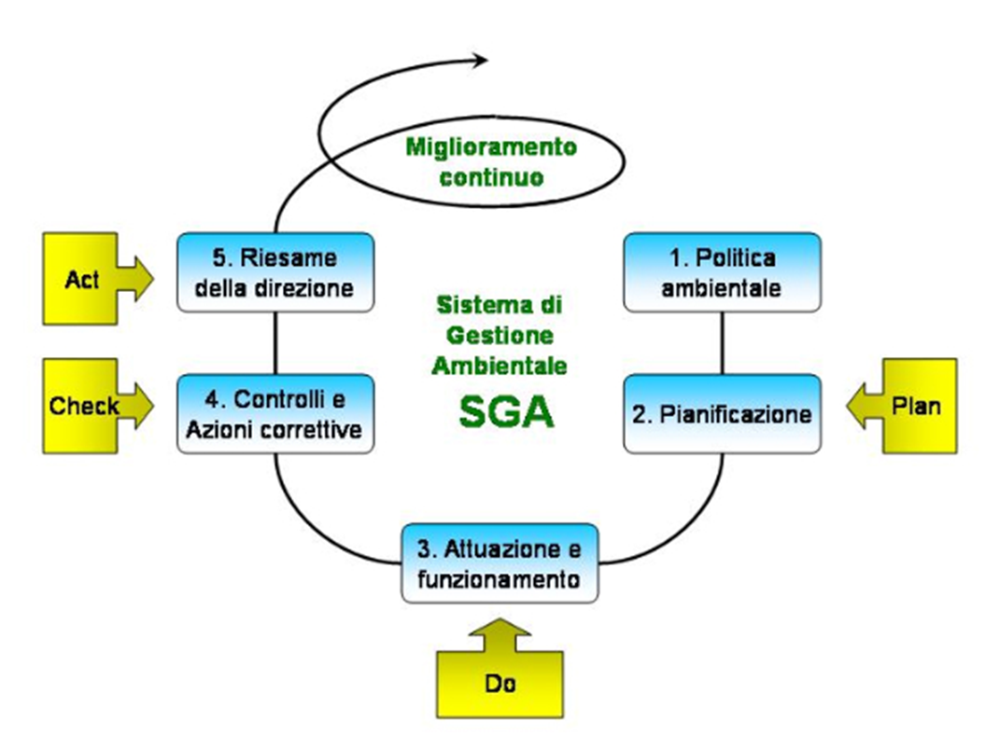 Miglioramento
continuo
Act
5. Riesame
della direzione
1. Politica
ambientale
Sistema di
Gestione
Ambientale
SGA
Check
4. Controlli e
Azioni correttive
2. Pianificazione
Plan
3. Attuazione e
funzionamento
Do